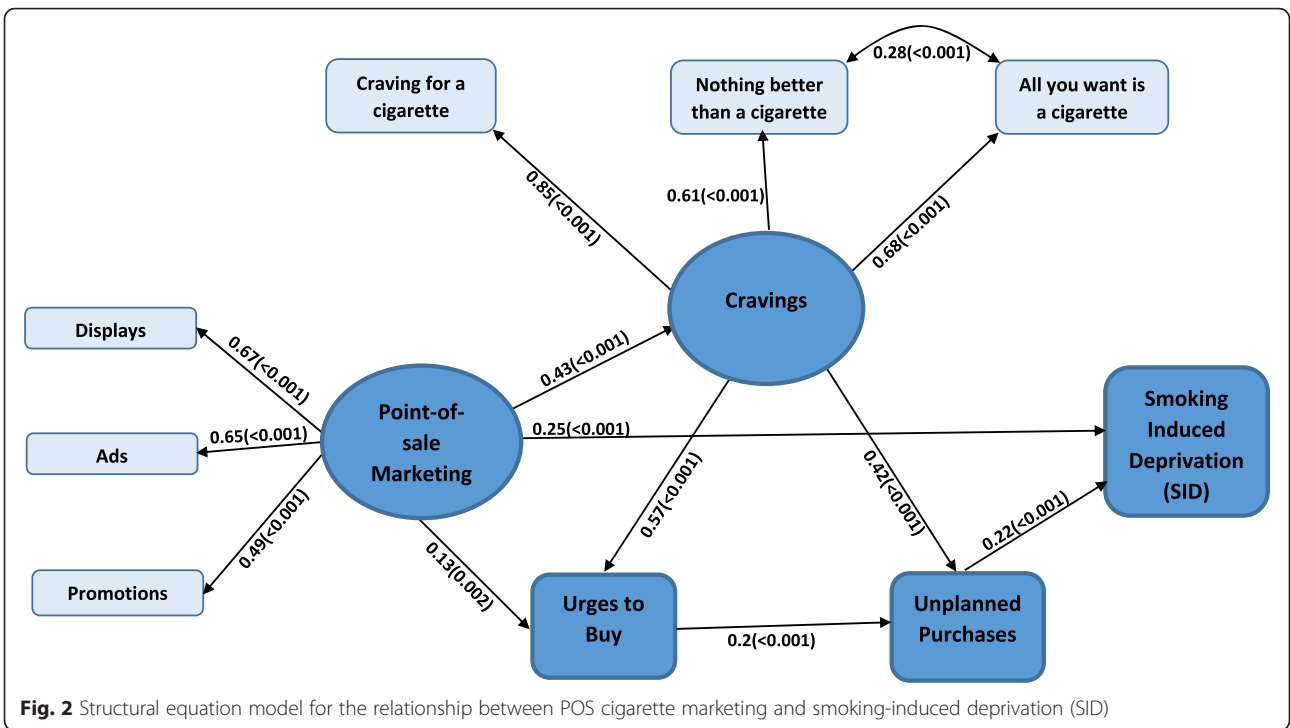 0.28(<0.001)
Craving for a
cigarette
Nothing better
than a cigarette
All you want is
a cigarette
0.85(<0.001)
0.61(<0.001)
0.68(<0.001)
Cravings
Displays
0.67(<0.001)
0.43(<0.001)
Point-of-
sale
Marketing
Smoking
Induced
Deprivation
(SID)
Ads
0.65(<0.001)
0.25(<0.001)
0.57(<0.001)
0.42(<0.001)
0.49(<0.001)
0.13(0.002)
0.22(<0.001)
Promotions
Urges to
Buy
0.2(<0.001)
Unplanned
Purchases
Fig. 2 Structural equation model for the relationship between POS cigarette marketing and smoking-induced deprivation (SID)